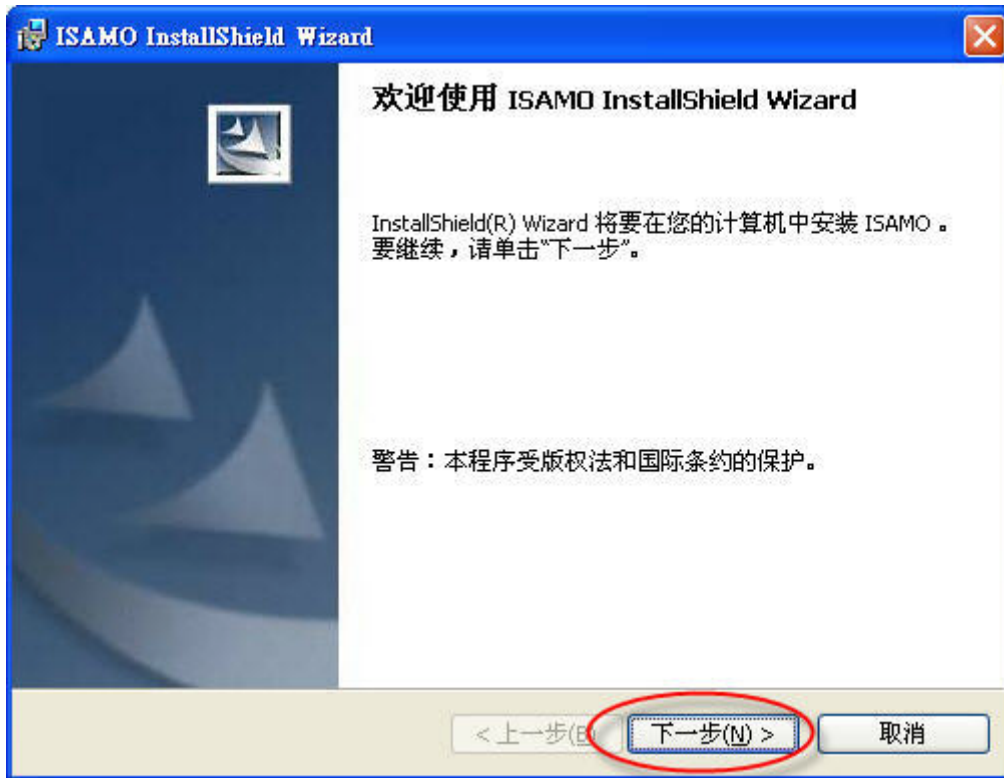 ISAMO InstallShield Wizard
欢迎使用 ISAMO InstallShield Wizard
InstallShield(R) Wizard 将要在您的计算机中安装 ISAMO。
要继续，请单击“下一步”。
警告：本程序受版权法和国际条约的保护。
<上一步(B) 下一步(N) > 取消